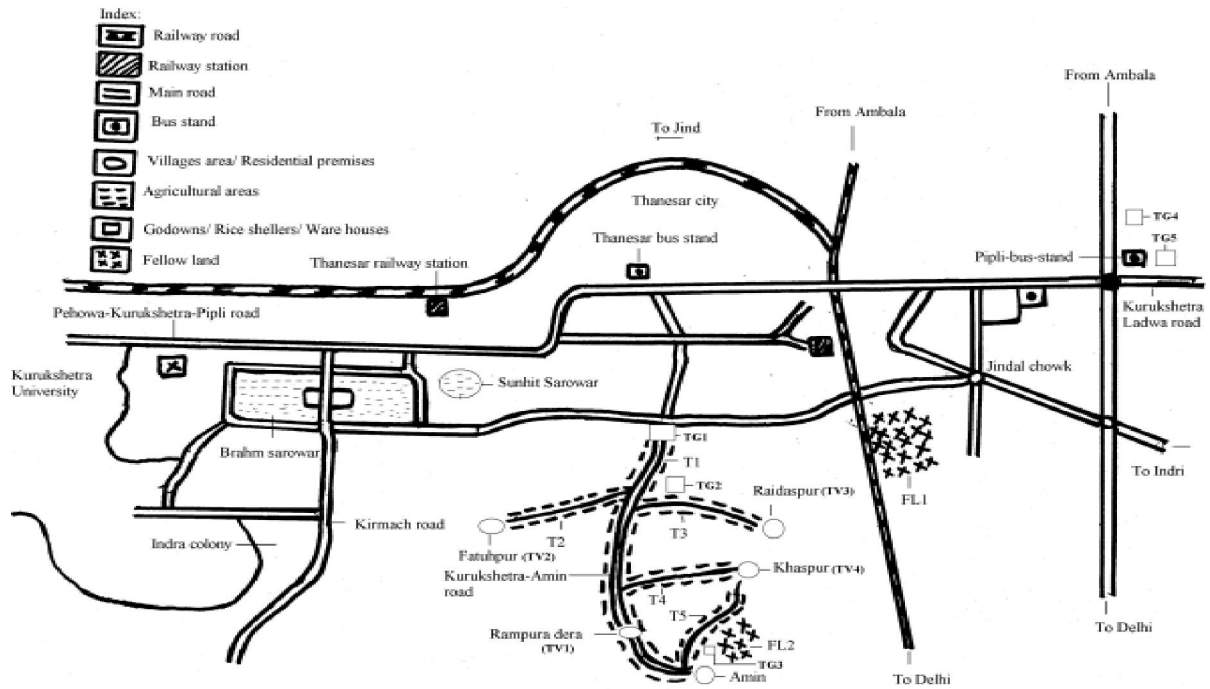 Index:
Railway road
Railway station
Main road
Bus stand
Villages area/ Residential premises
Agricultural areas
Godowns/ Rice shellers/ Ware houses
Fellow land
From Ambala
From Ambala
To Jind
Thanesar city
Thanesar bus stand
Thanesar railway station
TG4
TG5
Pipli-bus-stand
Pehowa-Kurukshetra-Pipli road
Kurukshetra
Ladwa road
Kurukshetra
University
Sunhit Sarowar
Jindal chowk
TG1
Brahm sarowar
T1
To Indri
TG2
Raidaspur (TV3)
FL1
Kirmach road
T2
T3
Indra colony
Fatuhpur (TV2)
Kurukshetra-Amin
road
Khaspur (TV4)
T4
T5
Rampura dera
(TV1)
FL2
TG3
Amin
To Delhi
To Delhi